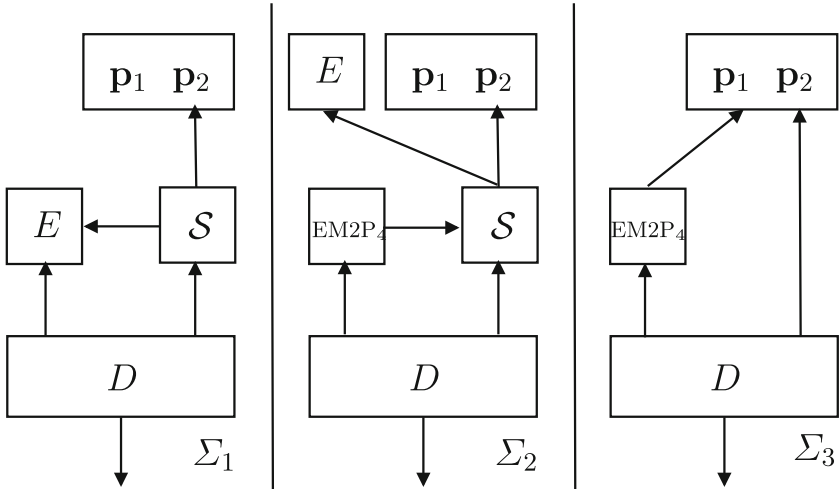 p₁ p₂
E 𝒮
D
Σ₁
E p₁ p₂
EM2P₄ 𝒮
D
Σ₂
p₁ p₂
EM2P₄
D
Σ₃